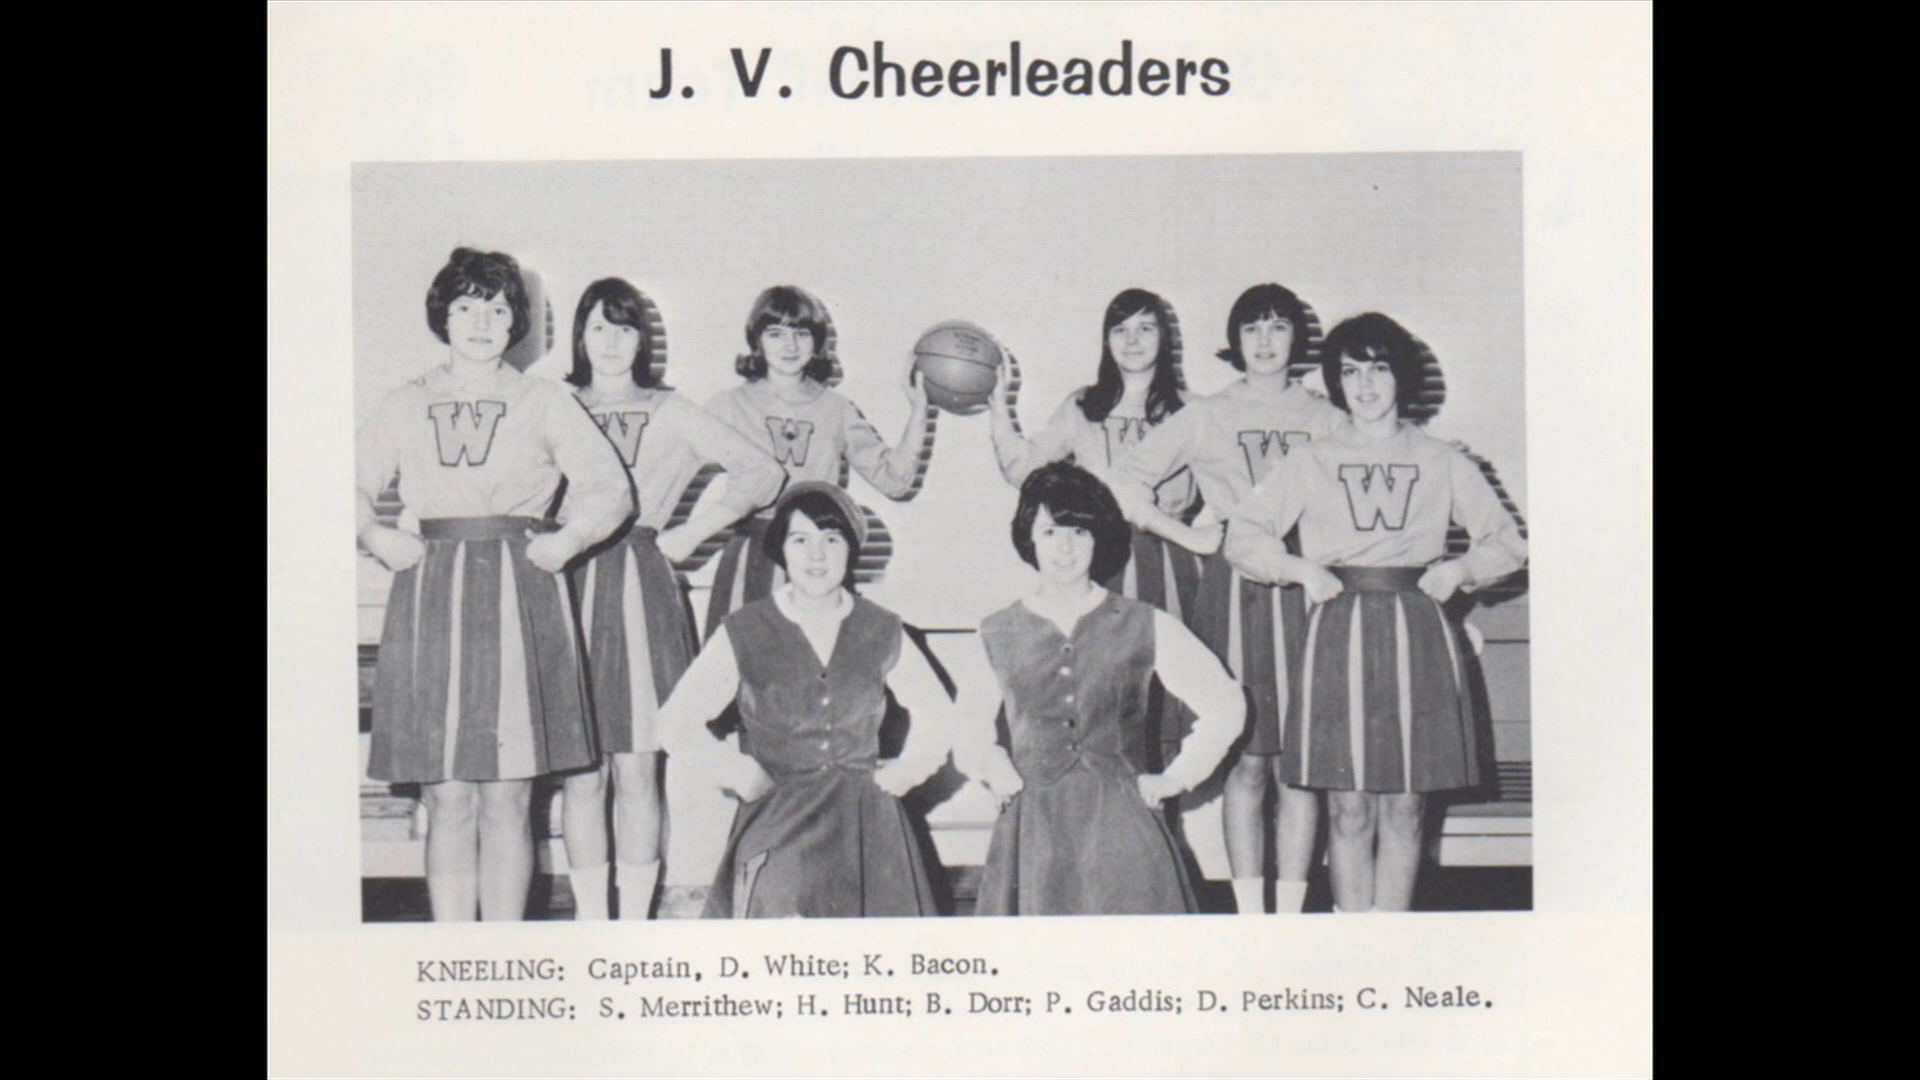 J. V. Cheerleaders
W W W W W W
KNEELING: Captain, D. White; K. Bacon.
STANDING: S. Merrithew; H. Hunt; B. Dorr; P. Gaddis; D. Perkins; C. Neale.